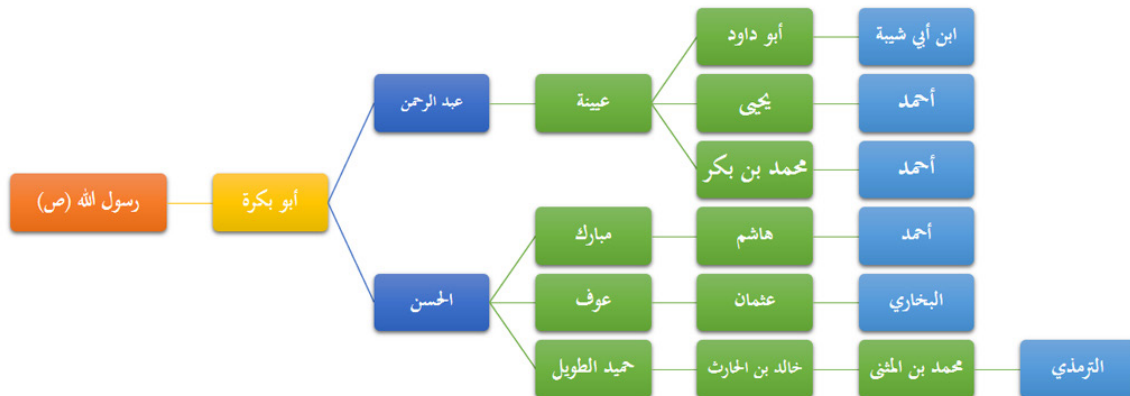 أبو داود
ابن أبي شيبة
عبد الرحمن
عيينة
يحيى
أحمد
محمد بن بكر
أحمد
رسول الله (ص)
أبو بكرة
مبارك
هاشم
أحمد
الحسن
عوف
عثمان
البخاري
حميد الطويل
خالد بن الحارث
محمد بن المثنى
الترمذي